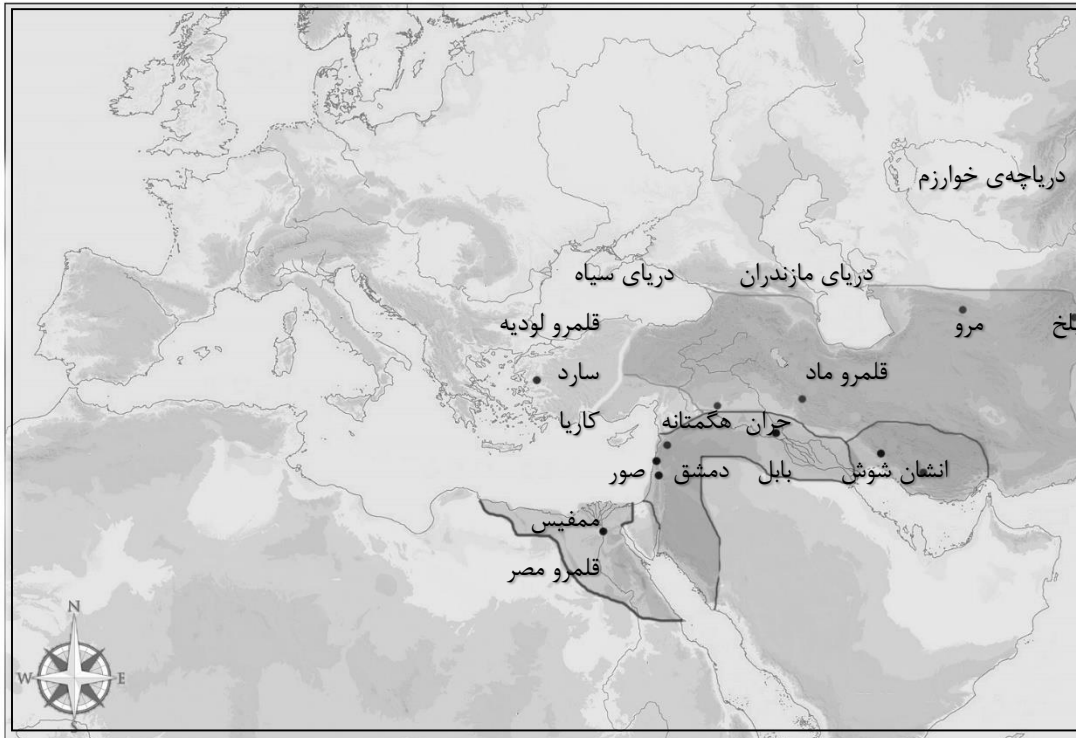 دریاچه‌ی خوارزم
دریای سیاه
دریای مازندران
قلمرو لودیه
مرو
بلخ
سارد
قلمرو ماد
کاریا
هگمتانه
حران
صور
دمشق
بابل
شوش
انشان
ممفیس
قلمرو مصر
N
W
E
S